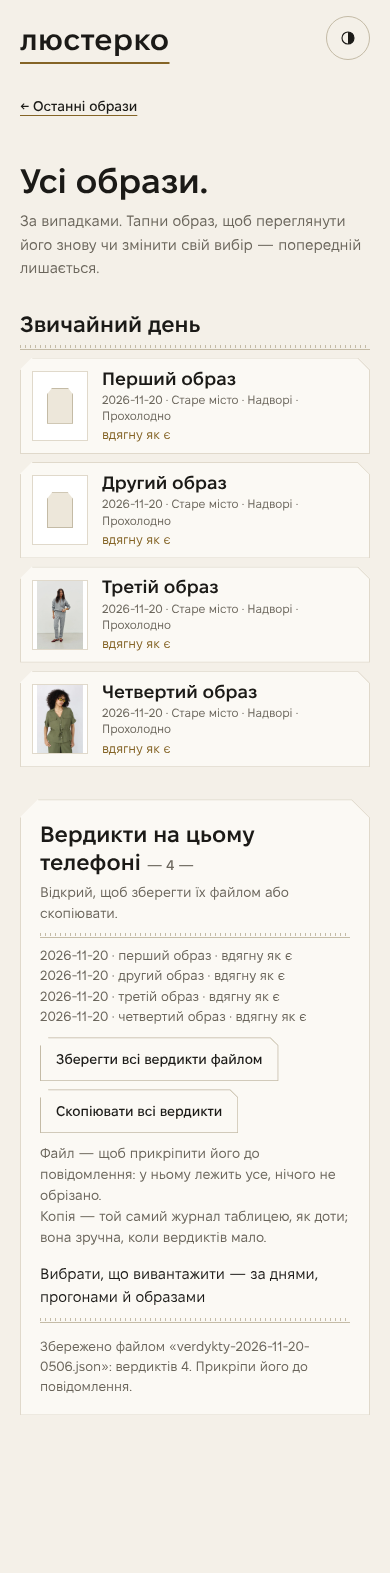 люстерко
← Останні образи
Усі образи.
За випадками. Тапни образ, щоб переглянути
його знову чи змінити свій вибір — попередній
лишається.
Звичайний день
Перший образ
2026-11-20 · Старе місто · Надворі ·
Прохолодно
вдягну як є
Другий образ
2026-11-20 · Старе місто · Надворі ·
Прохолодно
вдягну як є
Третій образ
2026-11-20 · Старе місто · Надворі ·
Прохолодно
вдягну як є
Четвертий образ
2026-11-20 · Старе місто · Надворі ·
Прохолодно
вдягну як є
Вердикти на цьому
телефоні — 4 —
Відкрий, щоб зберегти їх файлом або
скопіювати.
2026-11-20 · перший образ · вдягну як є
2026-11-20 · другий образ · вдягну як є
2026-11-20 · третій образ · вдягну як є
2026-11-20 · четвертий образ · вдягну як є
Зберегти всі вердикти файлом
Скопіювати всі вердикти
Файл — щоб прикріпити його до
повідомлення: у ньому лежить усе, нічого не
обрізано.
Копія — той самий журнал таблицею, як доти;
вона зручна, коли вердиктів мало.
Вибрати, що вивантажити — за днями,
прогонами й образами
Збережено файлом «verdykty-2026-11-20-
0506.json»: вердиктів 4. Прикріпи його до
повідомлення.